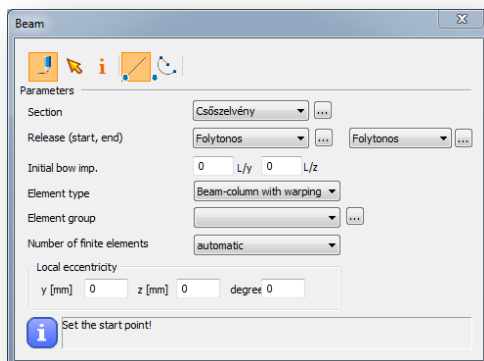 Beam
Parameters
Section Csőszelvény ...
Release (start, end) Folytonos ... Folytonos ...
Initial bow imp. 0 L/y 0 L/z
Element type Beam-column with warping
Element group ...
Number of finite elements automatic
Local eccentricity
y [mm] 0 z [mm] 0 degree 0
Set the start point!